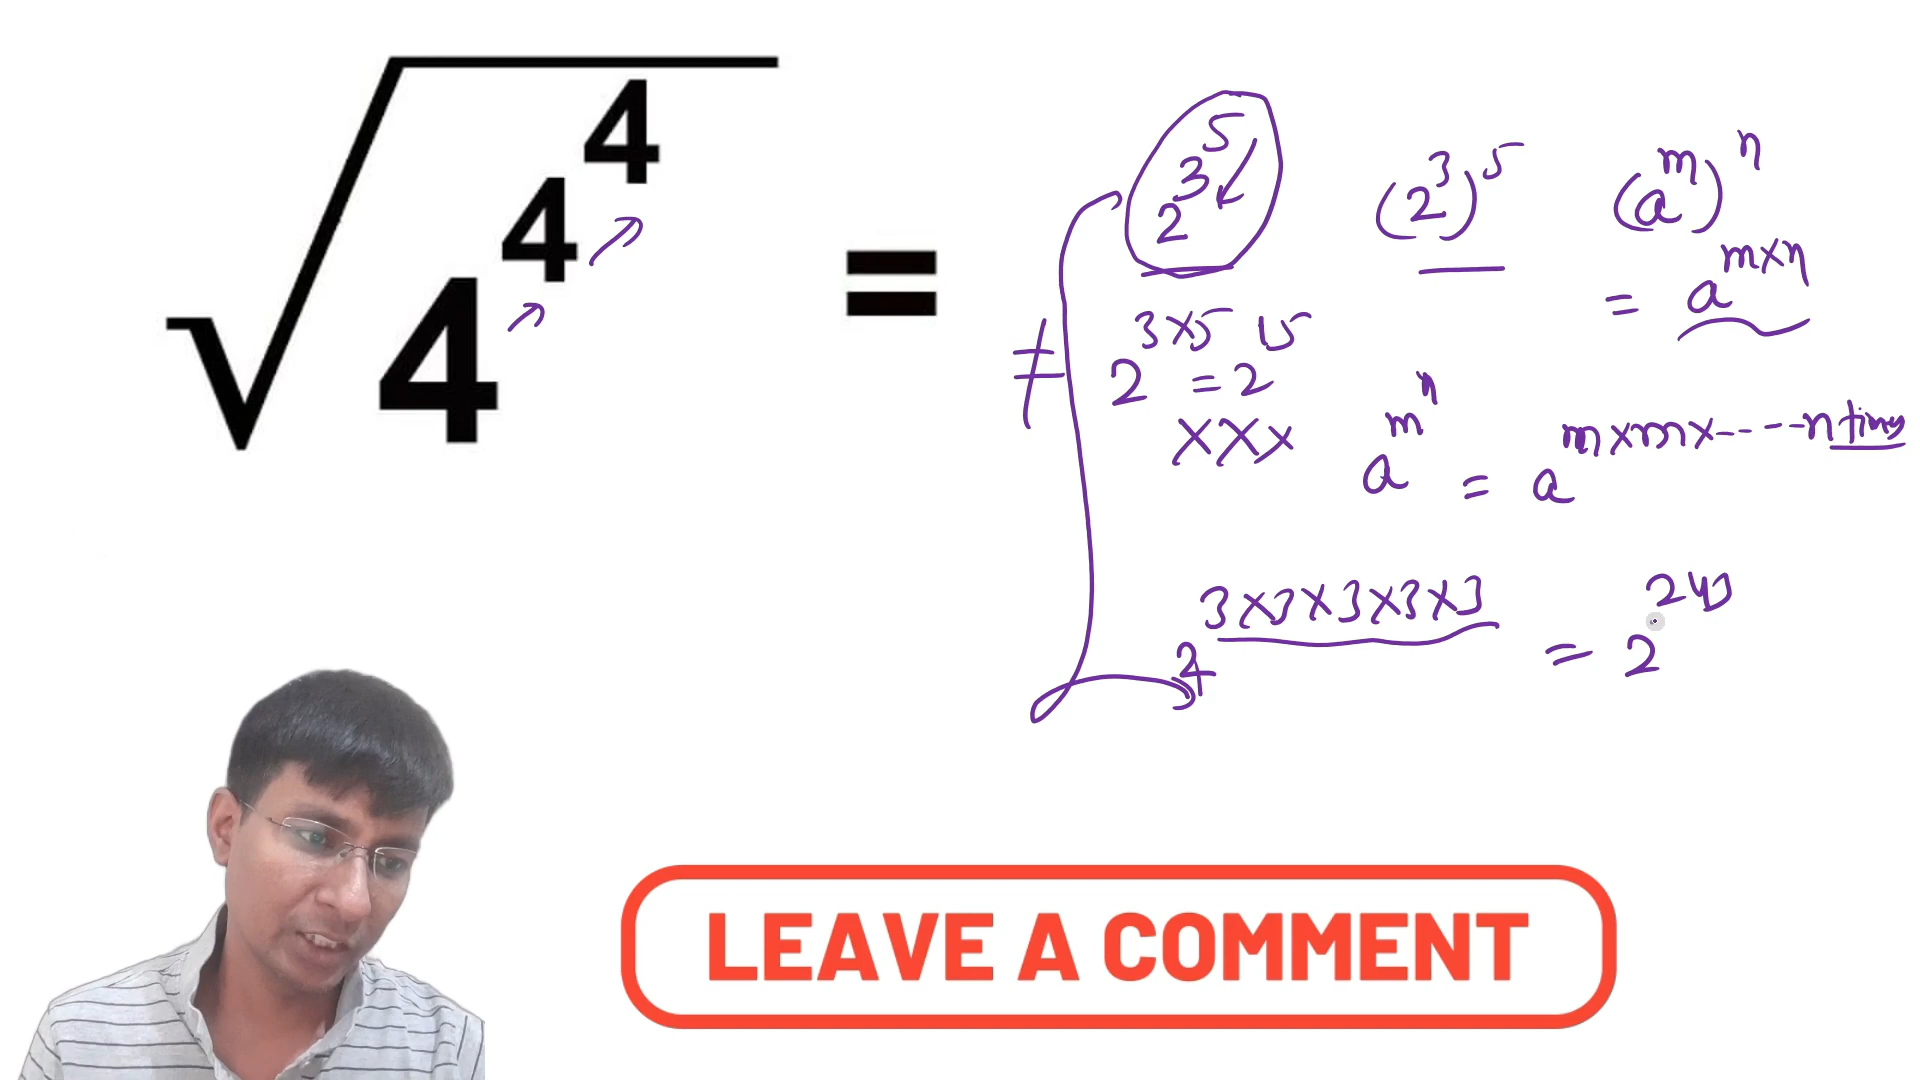 √4^4^4 =
2^3^5 (2^3)^5 (a^m)^n
= a^m×n
≠ 2^3×5 = 2^15
××× a^m^n = a^m×m×----n times
2^3×3×3×3×3 = 2^243
LEAVE A COMMENT